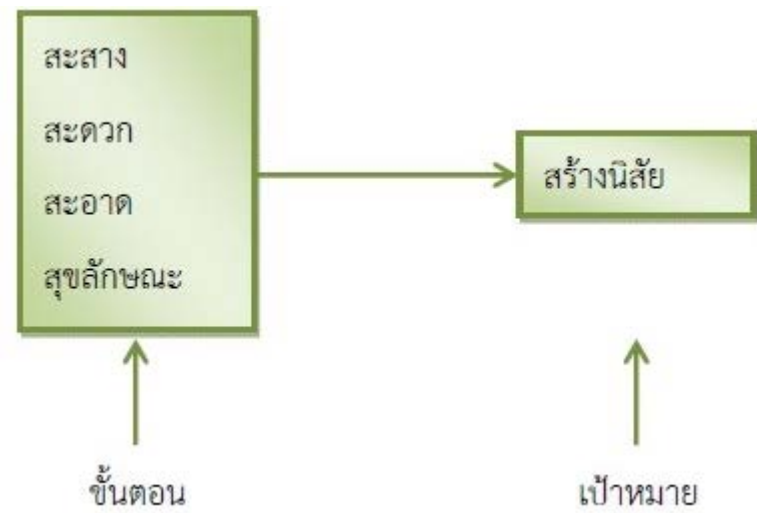 สะสาง
สะดวก
สะอาด
สุขลักษณะ
สร้างนิสัย
ขั้นตอน
เป้าหมาย